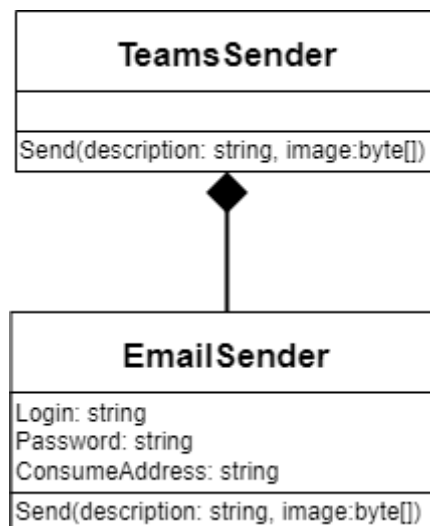 TeamsSender
Send(description: string, image:byte[])
EmailSender
Login: string
Password: string
ConsumeAddress: string
Send(description: string, image:byte[])